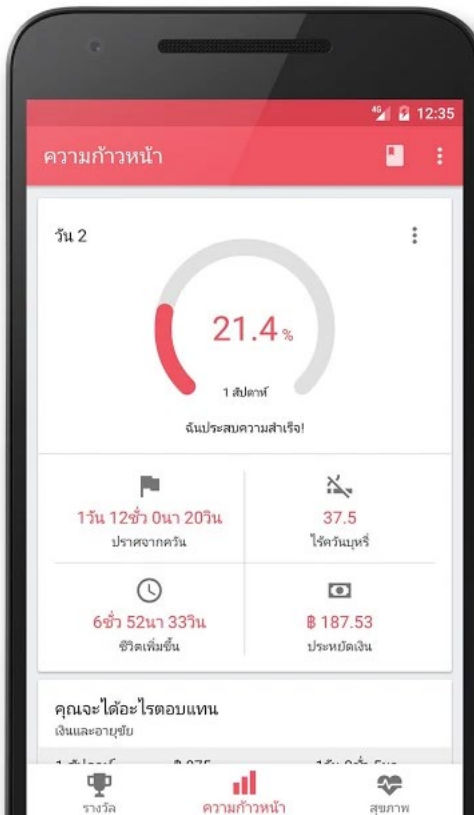 4G 12:35
ความก้าวหน้า
วัน 2
21.4 %
1 สัปดาห์
ฉันประสบความสำเร็จ!
1วัน 12ชั่ว 0นา 20วิน
ปราศจากควัน
37.5
ไร้ควันบุหรี่
6ชั่ว 52นา 33วิน
ชีวิตเพิ่มขึ้น
฿ 187.53
ประหยัดเงิน
คุณจะได้อะไรตอบแทน
เงินและอายุขัย
รางวัล
ความก้าวหน้า
สุขภาพ